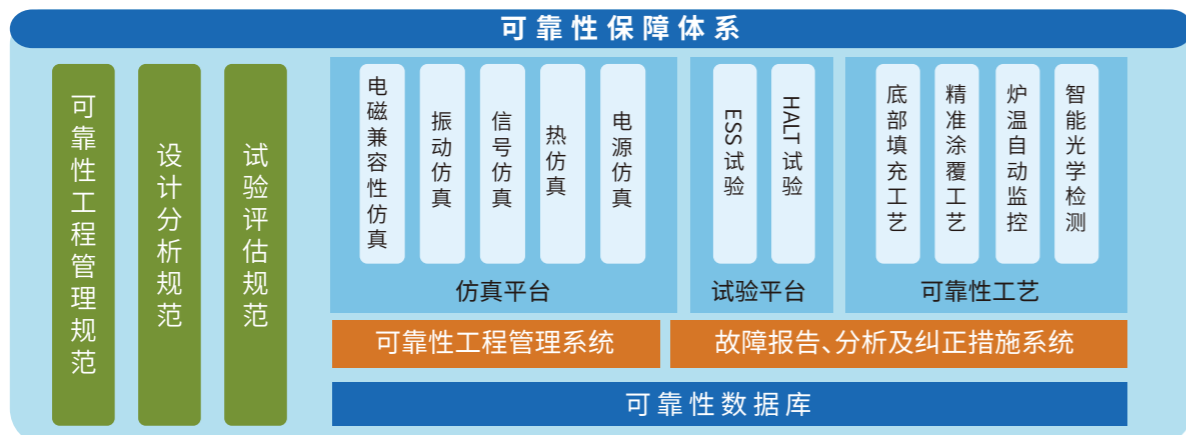 可靠性保障体系
可靠性工程管理规范
设计分析规范
试验评估规范
电磁兼容性仿真
振动仿真
信号仿真
热仿真
电源仿真
仿真平台
ESS试验
HALT试验
试验平台
底部填充工艺
精准涂覆工艺
炉温自动监控
智能光学检测
可靠性工艺
可靠性工程管理系统
故障报告、分析及纠正措施系统
可靠性数据库